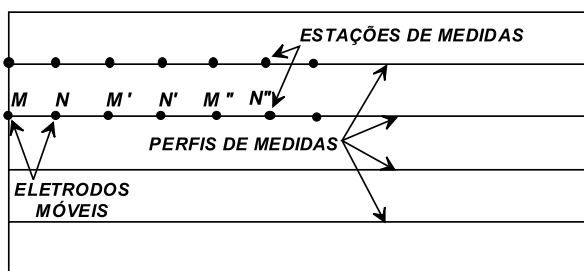 ESTAÇÕES DE MEDIDAS
M N M' N' M" N"
PERFIS DE MEDIDAS
ELETRODOS
MÓVEIS